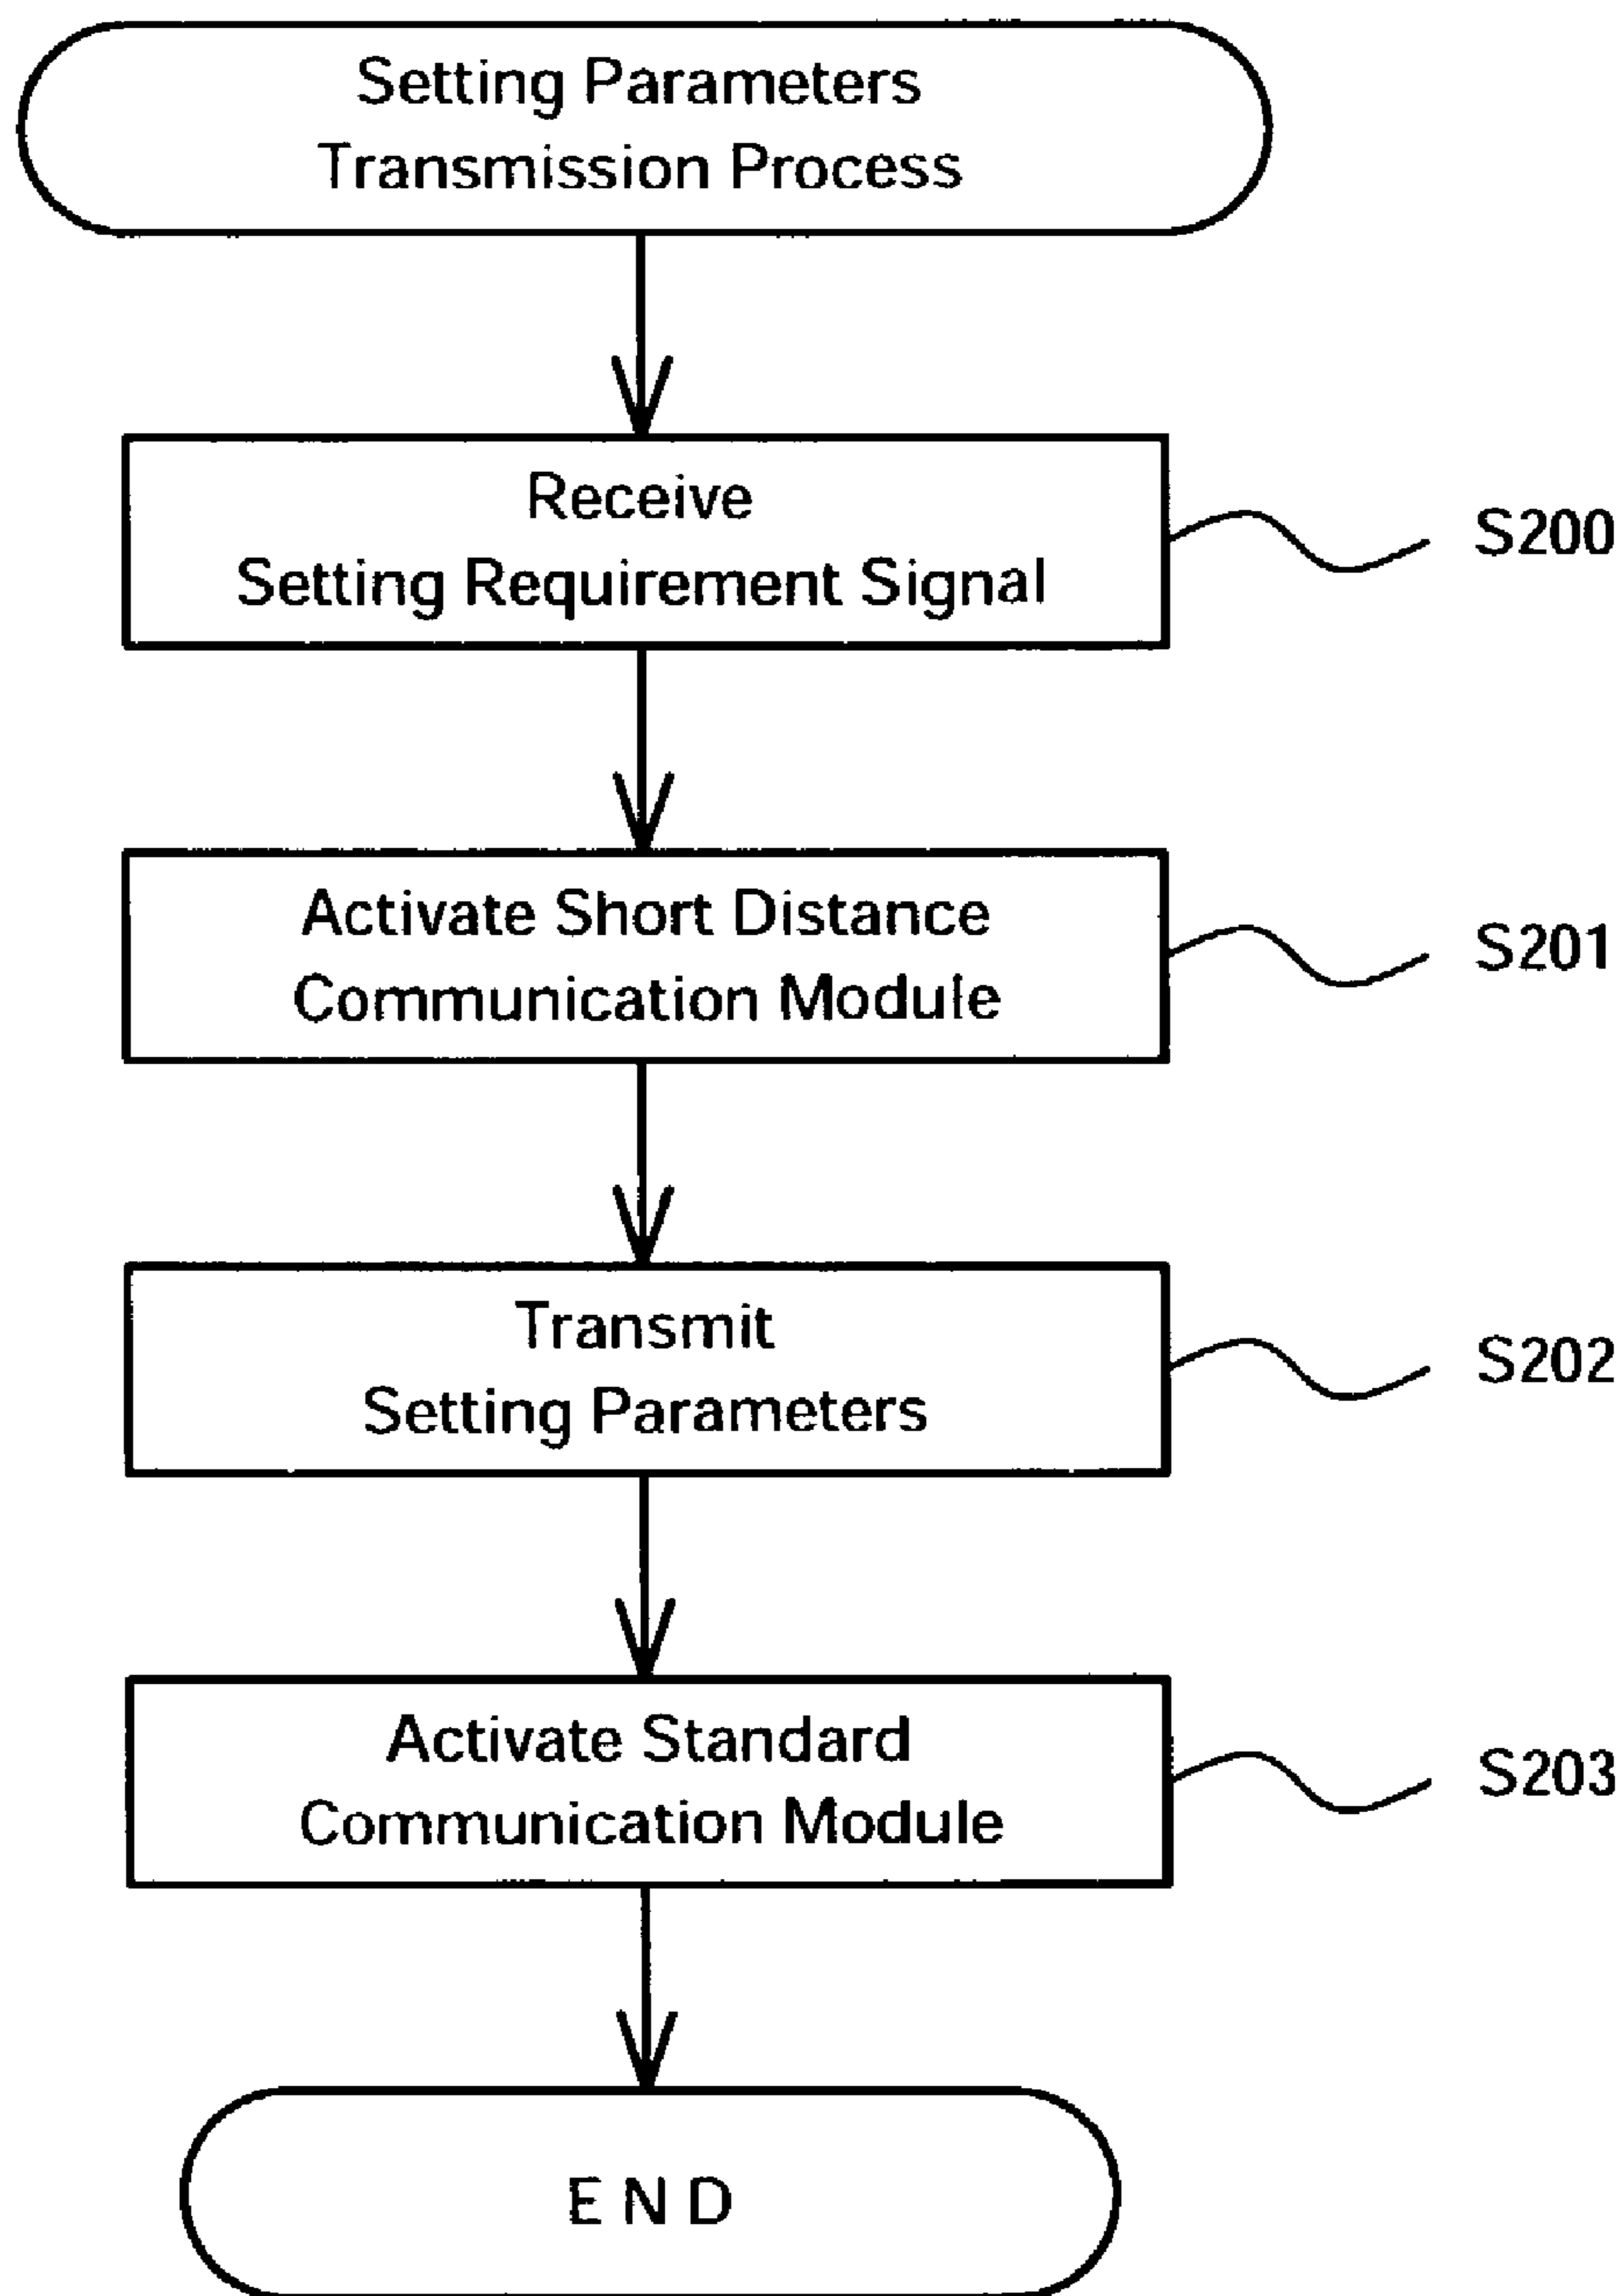 Setting Parameters
Transmission Process
Receive
Setting Requirement Signal
S200
Activate Short Distance
Communication Module
S201
Transmit
Setting Parameters
S202
Activate Standard
Communication Module
S203
END